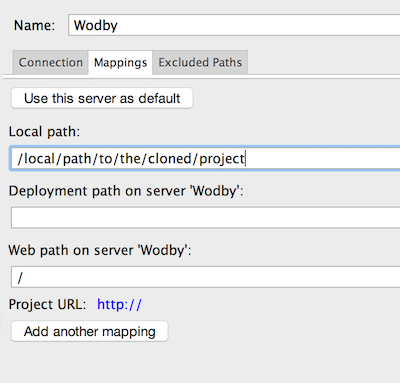 Name: Wodby
Connection Mappings Excluded Paths
Use this server as default
Local path:
/local/path/to/the/cloned/project
Deployment path on server 'Wodby':
Web path on server 'Wodby':
/
Project URL: http://
Add another mapping